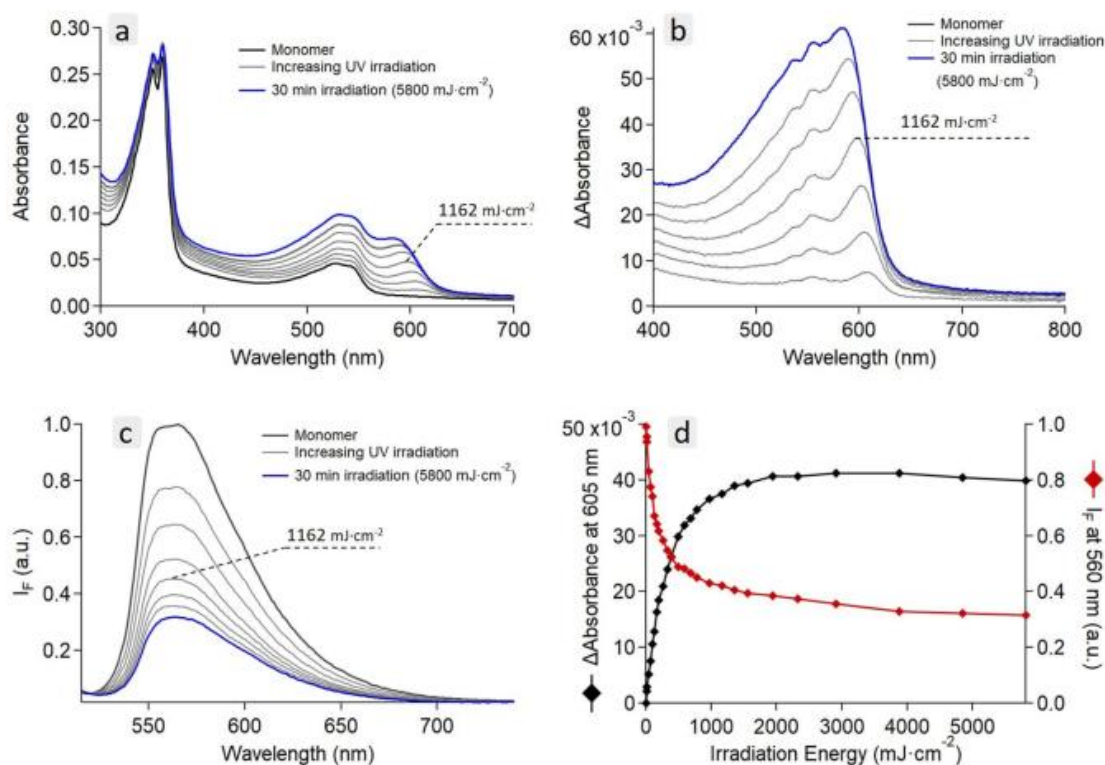 a
0.30
0.25
0.20
0.15
0.10
0.05
0.00
Absorbance
Monomer
Increasing UV irradiation
30 min irradiation (5800 mJ·cm⁻²)
1162 mJ·cm⁻²
300 400 500 600 700
Wavelength (nm)
b
60 x10⁻³
50
40
30
20
10
0
ΔAbsorbance
Monomer
Increasing UV irradiation
30 min irradiation
(5800 mJ·cm⁻²)
1162 mJ·cm⁻²
400 500 600 700 800
Wavelength (nm)
c
1.0
0.8
0.6
0.4
0.2
I_F (a.u.)
Monomer
Increasing UV irradiation
30 min irradiation (5800 mJ·cm⁻²)
1162 mJ·cm⁻²
550 600 650 700
Wavelength (nm)
d
50 x10⁻³
40
30
20
10
0
ΔAbsorbance at 605 nm
1.0
0.8
0.6
0.4
0.2
0.0
I_F at 560 nm (a.u.)
0 1000 2000 3000 4000 5000
Irradiation Energy (mJ·cm⁻²)